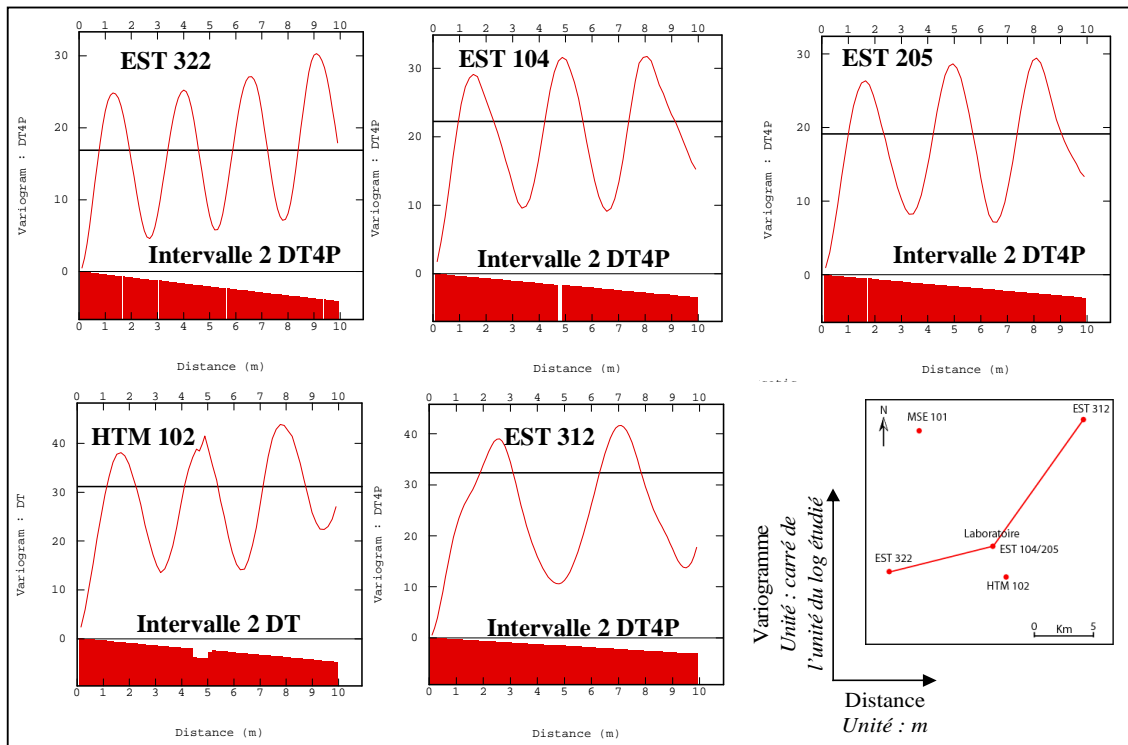 0 1 2 3 4 5 6 7 8 9 10
EST 322
30
20
10
0
Variogram : DT4P
Intervalle 2 DT4P
0 1 2 3 4 5 6 7 8 9 10
Distance (m)
0 1 2 3 4 5 6 7 8 9 10
EST 104
30
20
10
0
Variogram : DT4P
Intervalle 2 DT4P
0 1 2 3 4 5 6 7 8 9 10
Distance (m)
0 1 2 3 4 5 6 7 8 9 10
EST 205
30
20
10
0
Variogram : DT4P
Intervalle 2 DT4P
0 1 2 3 4 5 6 7 8 9 10
Distance (m)
0 1 2 3 4 5 6 7 8 9 10
HTM 102
40
30
20
10
0
Variogram : DT
Intervalle 2 DT
0 1 2 3 4 5 6 7 8 9 10
Distance (m)
0 1 2 3 4 5 6 7 8 9 10
EST 312
40
30
20
10
0
Variogram : DT4P
Intervalle 2 DT4P
0 1 2 3 4 5 6 7 8 9 10
Distance (m)
N
MSE 101
EST 312
Laboratoire
EST 104/205
EST 322
HTM 102
0 Km 5
Variogramme
Unité : carré de
l'unité du log étudié
Distance
Unité : m